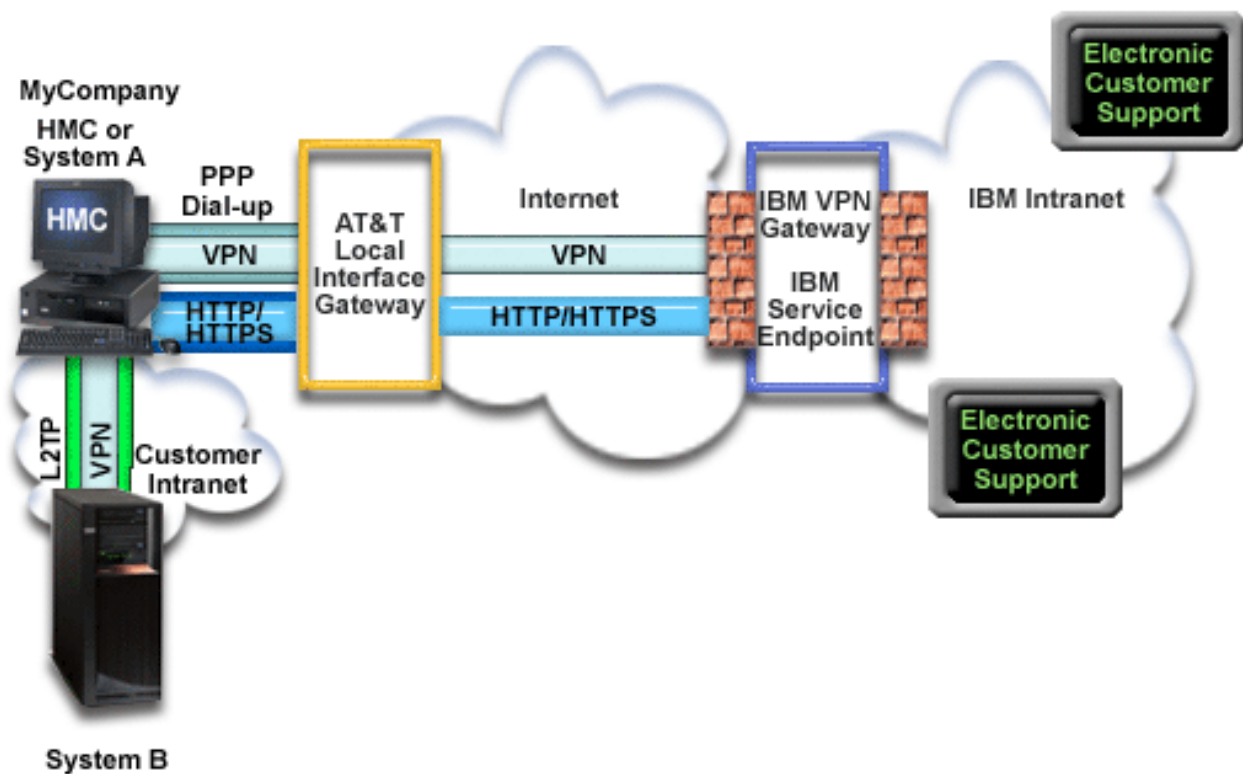 MyCompany
HMC or
System A
HMC
PPP
Dial-up
VPN
HTTP/
HTTPS
AT&T
Local
Interface
Gateway
Internet
VPN
HTTP/HTTPS
IBM VPN
Gateway
IBM
Service
Endpoint
IBM Intranet
Electronic
Customer
Support
Electronic
Customer
Support
L2TP
VPN
Customer
Intranet
System B